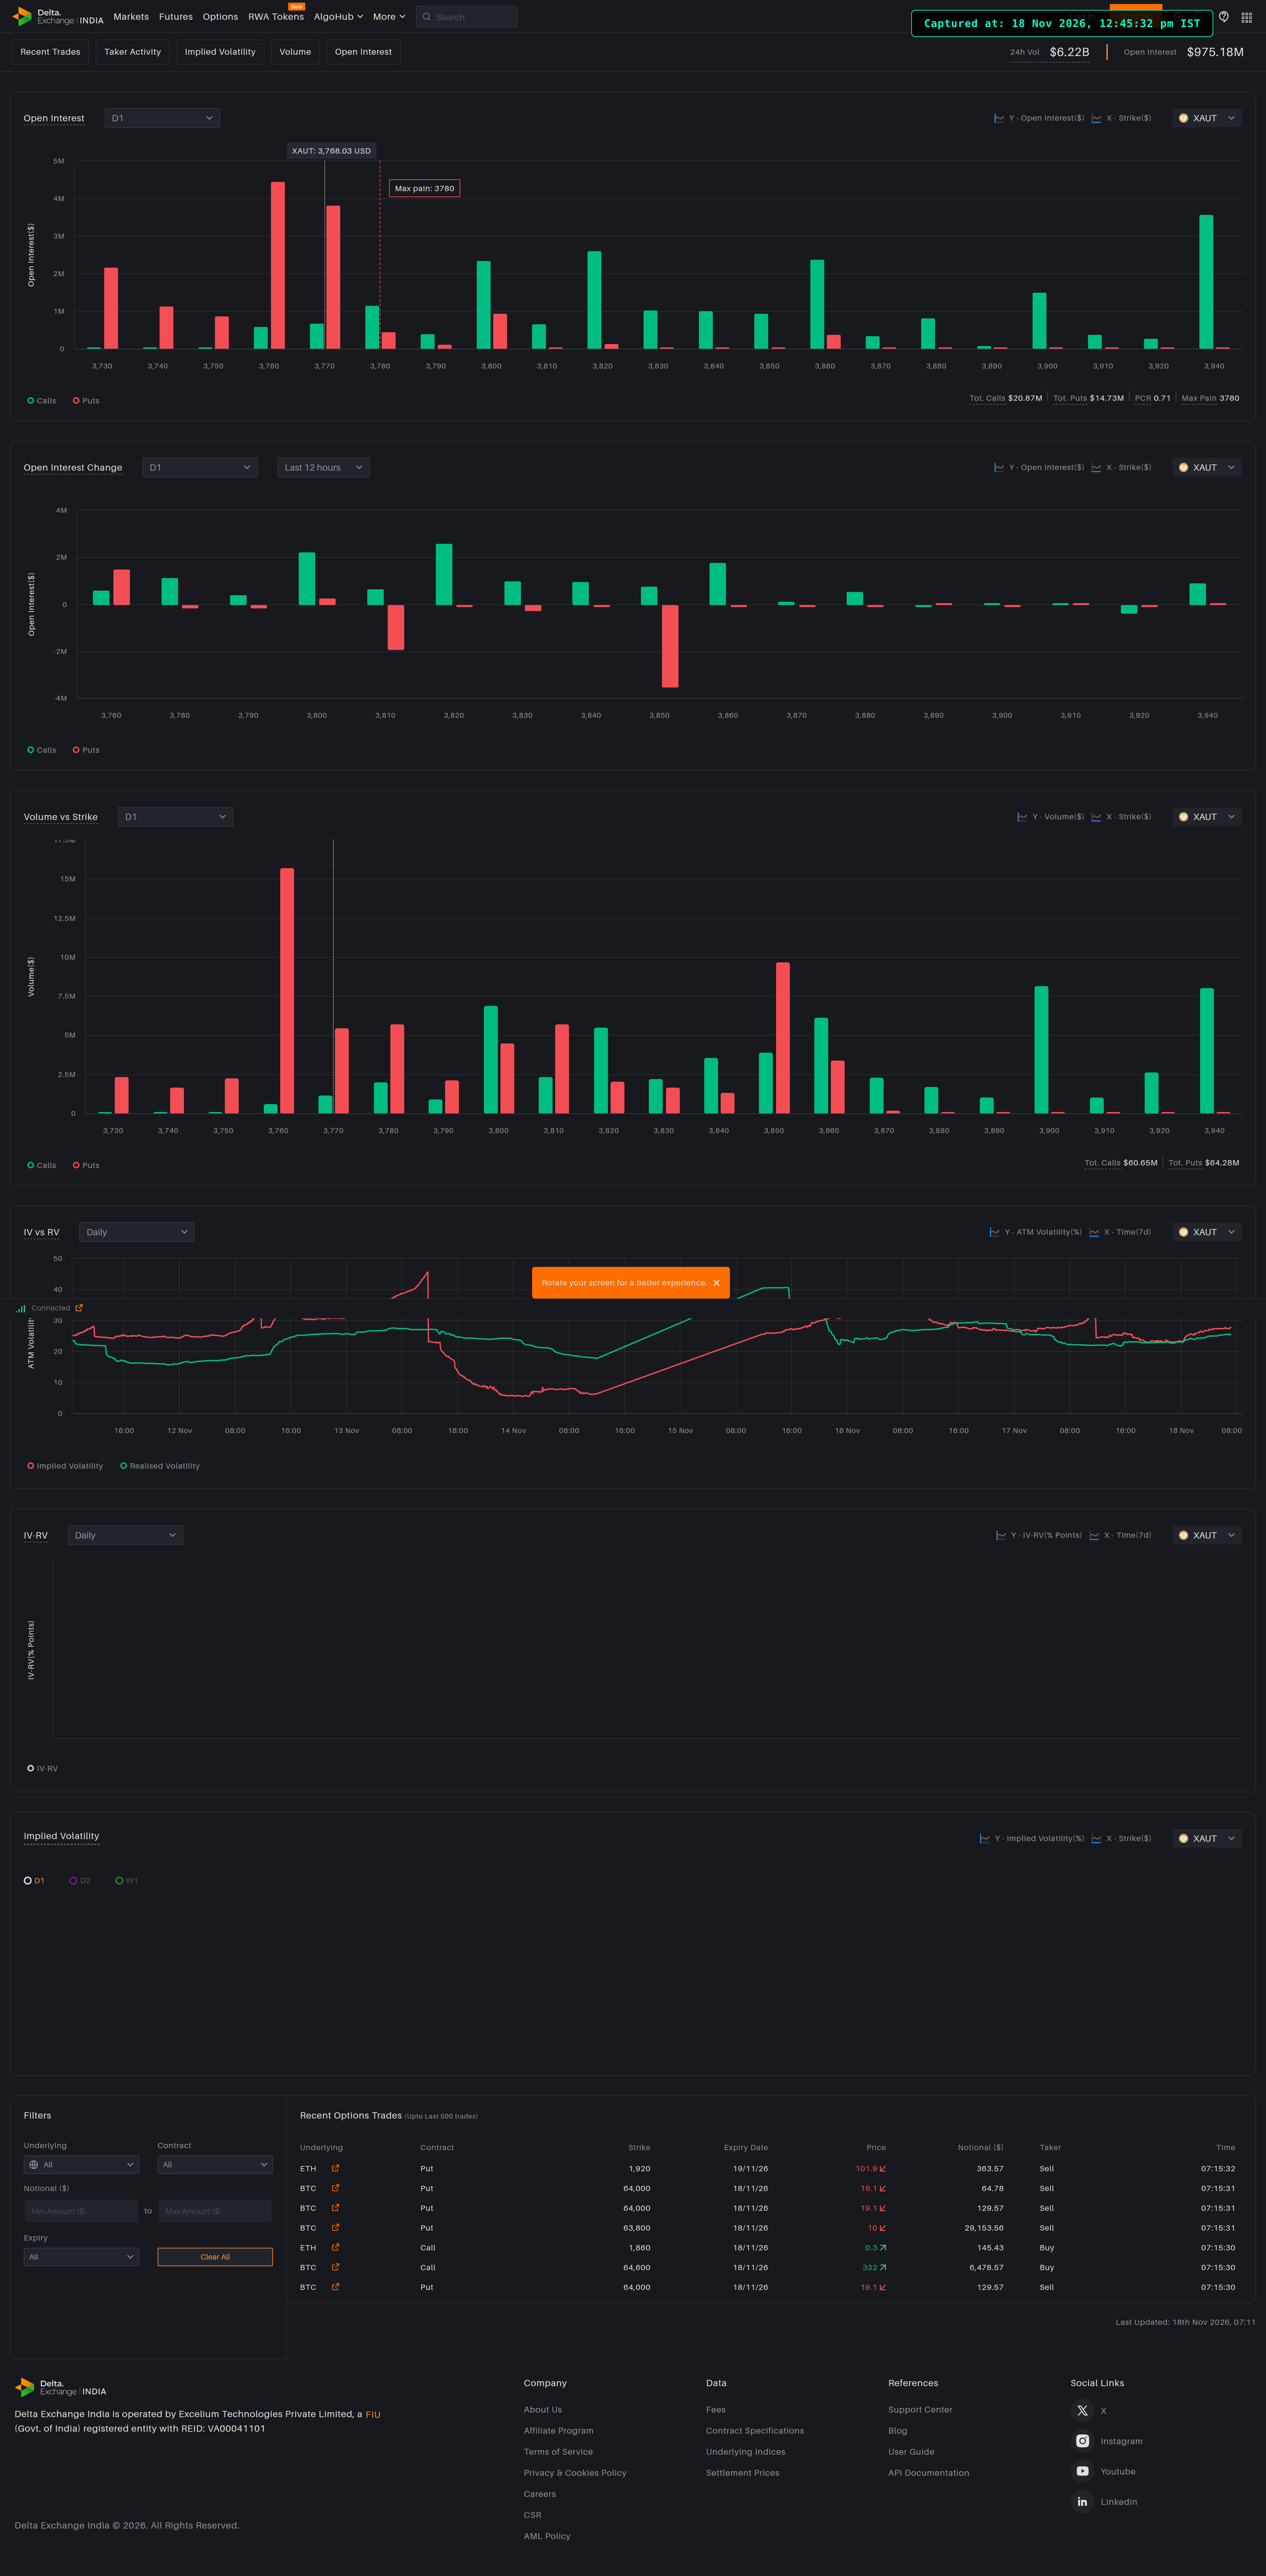 Delta. Exchange | INDIA Markets Futures Options RWA Tokens New AlgoHub More Search
Captured at: 18 Nov 2026, 12:45:32 pm IST
Recent Trades Taker Activity Implied Volatility Volume Open Interest 24h Vol $6.22B Open Interest $975.18M
Open Interest D1 Y - Open Interest($) X - Strike($) XAUT
XAUT: 3,768.03 USD
Max pain: 3780
Open Interest($)
5M
4M
3M
2M
1M
0
3,730 3,740 3,750 3,760 3,770 3,780 3,790 3,800 3,810 3,820 3,830 3,840 3,850 3,860 3,870 3,880 3,890 3,900 3,910 3,920 3,940
Calls Puts Tot. Calls $20.87M Tot. Puts $14.73M PCR 0.71 Max Pain 3780
Open Interest Change D1 Last 12 hours Y - Open Interest($) X - Strike($) XAUT
Open Interest($)
4M
2M
0
-2M
-4M
3,760 3,780 3,790 3,800 3,810 3,820 3,830 3,840 3,850 3,860 3,870 3,880 3,890 3,900 3,910 3,920 3,940
Calls Puts
Volume vs Strike D1 Y - Volume($) X - Strike($) XAUT
Volume($)
17.5M
15M
12.5M
10M
7.5M
5M
2.5M
0
3,730 3,740 3,750 3,760 3,770 3,780 3,790 3,800 3,810 3,820 3,830 3,840 3,850 3,860 3,870 3,880 3,890 3,900 3,910 3,920 3,940
Calls Puts Tot. Calls $60.65M Tot. Puts $64.28M
IV vs RV Daily Y - ATM Volatility(%) X - Time(7d) XAUT
50
40
Rotate your screen for a better experience.
Connected
ATM Volatilit
30
20
10
0
16:00 12 Nov 08:00 16:00 13 Nov 08:00 16:00 14 Nov 08:00 16:00 15 Nov 08:00 16:00 16 Nov 08:00 16:00 17 Nov 08:00 16:00 18 Nov 08:00
Implied Volatility Realised Volatility
IV-RV Daily Y - IV-RV(% Points) X - Time(7d) XAUT
IV-RV(% Points)
IV-RV
Implied Volatility Y - Implied Volatility(%) X - Strike($) XAUT
D1 D2 W1
Filters
Underlying Contract
All All
Notional ($)
Min Amount ($) to Max Amount ($)
Expiry
All Clear All
Recent Options Trades (Upto Last 500 trades)
Underlying Contract Strike Expiry Date Price Notional ($) Taker Time
ETH Put 1,920 19/11/26 101.9 363.57 Sell 07:15:32
BTC Put 64,000 18/11/26 19.1 64.78 Sell 07:15:31
BTC Put 64,000 18/11/26 19.1 129.57 Sell 07:15:31
BTC Put 63,800 18/11/26 10 29,153.56 Sell 07:15:31
ETH Call 1,860 18/11/26 0.3 145.43 Buy 07:15:30
BTC Call 64,600 18/11/26 332 6,478.57 Buy 07:15:30
BTC Put 64,000 18/11/26 19.1 129.57 Sell 07:15:30
Last Updated: 18th Nov 2026, 07:11
Delta. Exchange | INDIA
Delta Exchange India is operated by Excelium Technologies Private Limited, a FIU
(Govt. of India) registered entity with REID: VA00041101
Delta Exchange India © 2026. All Rights Reserved.
Company
About Us
Affiliate Program
Terms of Service
Privacy & Cookies Policy
Careers
CSR
AML Policy
Data
Fees
Contract Specifications
Underlying Indices
Settlement Prices
References
Support Center
Blog
User Guide
API Documentation
Social Links
X
Instagram
Youtube
Linkedin